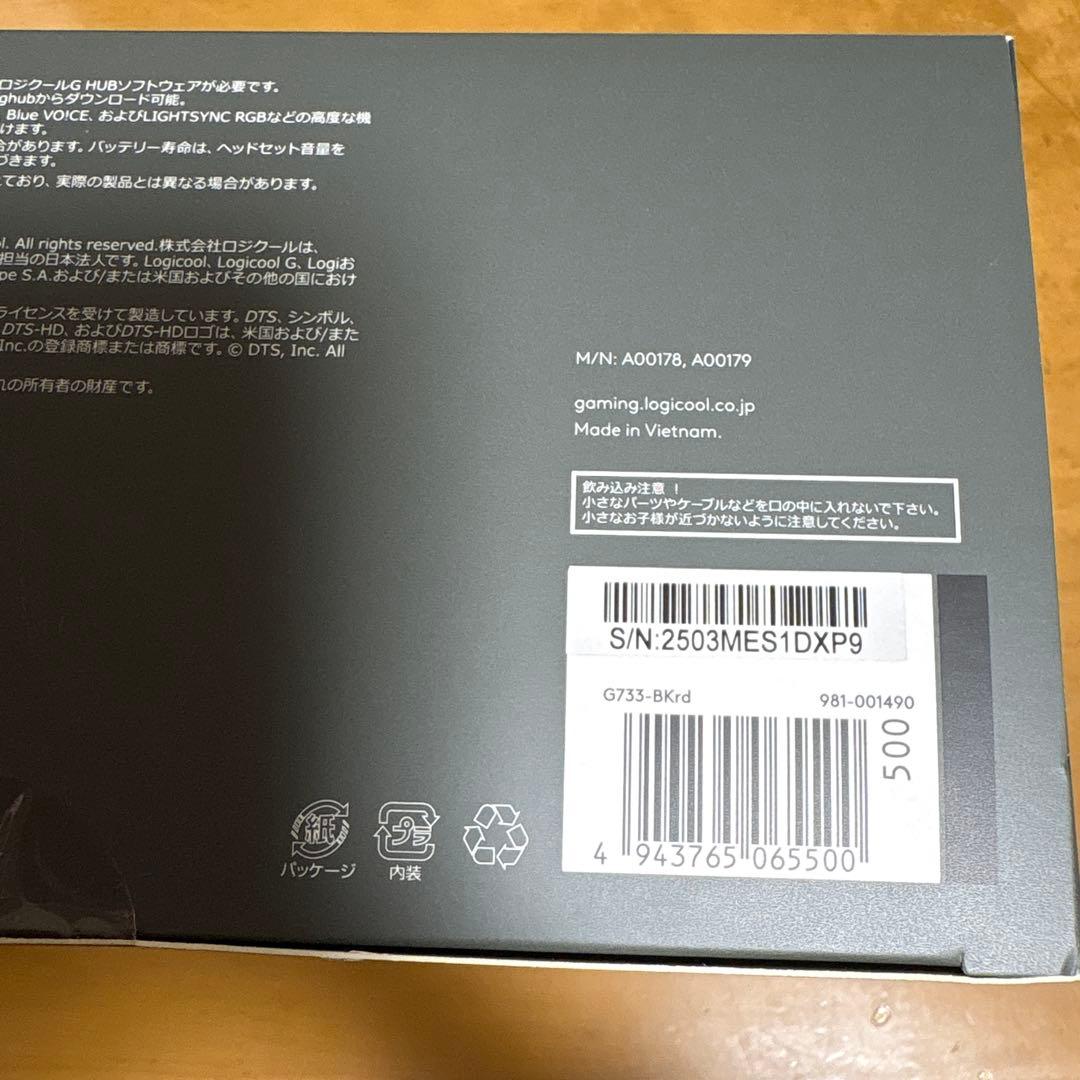 ロジクールG HUBソフトウェアが必要です。
ghubからダウンロード可能。
Blue VO!CE、およびLIGHTSYNC RGBなどの高度な機
けます。
合があります。バッテリー寿命は、ヘッドセット音量を
づきます。
ており、実際の製品とは異なる場合があります。
l. All rights reserved.株式会社ロジクールは、
担当の日本法人です。Logicool、Logicool G、Logiお
pe S.A.および/または米国およびその他の国におけ
ライセンスを受けて製造しています。DTS、シンボル、
DTS-HD、およびDTS-HDロゴは、米国および/また
Inc.の登録商標または商標です。© DTS, Inc. All
れの所有者の財産です。
M/N: A00178, A00179
gaming.logicool.co.jp
Made in Vietnam.
飲み込み注意 !
小さなパーツやケーブルなどを口の中に入れないで下さい。
小さなお子様が近づかないように注意してください。
S/N:2503MES1DXP9
G733-BKrd 981-001490
500
4 943765 065500
紙
パッケージ
プラ
内装